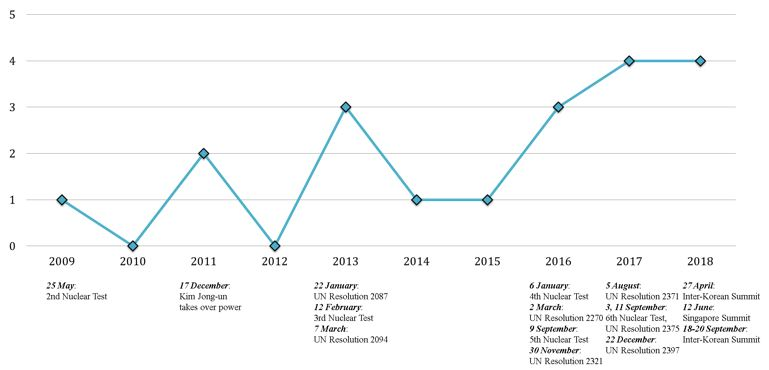 5
4
3
2
1
0
2009 2010 2011 2012 2013 2014 2015 2016 2017 2018
25 May:
2nd Nuclear Test
17 December:
Kim Jong-un
takes over power
22 January:
UN Resolution 2087
12 February:
3rd Nuclear Test
7 March:
UN Resolution 2094
6 January:
4th Nuclear Test
2 March:
UN Resolution 2270
9 September:
5th Nuclear Test
30 November:
UN Resolution 2321
5 August:
UN Resolution 2371
3, 11 September:
6th Nuclear Test,
UN Resolution 2375
22 December:
UN Resolution 2397
27 April:
Inter-Korean Summit
12 June:
Singapore Summit
18-20 September:
Inter-Korean Summit